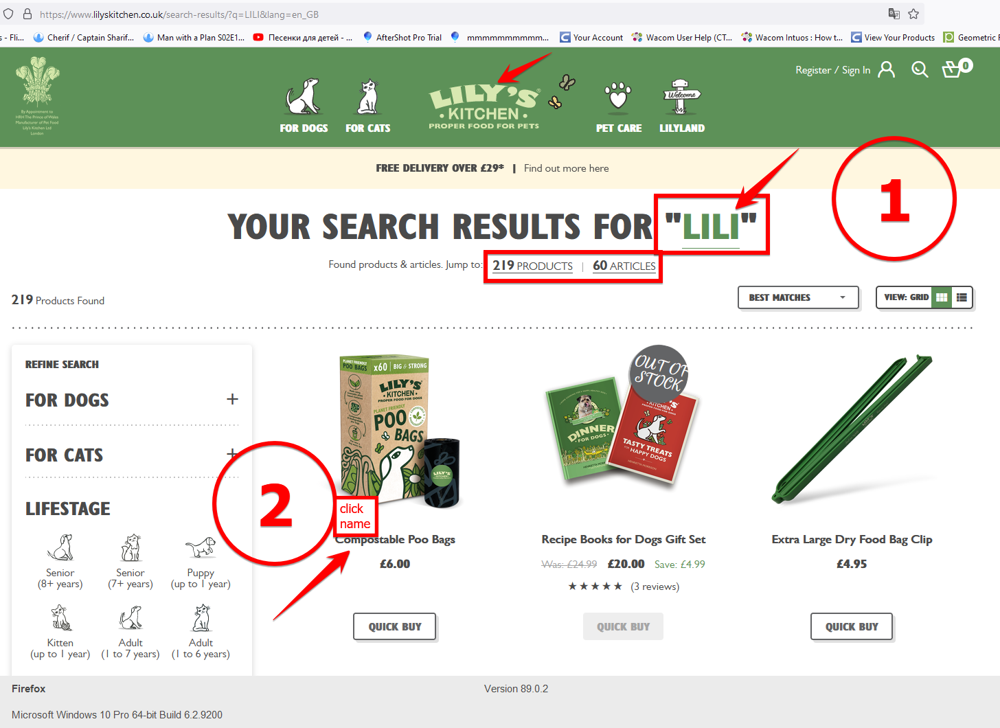 https://www.lilyskitchen.co.uk/search-results/?q=LILI&lang=en_GB
s - Fli... Cherif / Captain Sharif... Man with a Plan S02E1... Песенки для детей - ... AfterShot Pro Trial mmmmmmmmmm... Your Account Wacom User Help (CT... Wacom Intuos : How t... View Your Products Geometric
Register / Sign In 0
By Appointment to
HRH The Prince of Wales
Manufacturer of Pet Food
Lily's Kitchen Ltd
London
FOR DOGS
FOR CATS
LILY'S
KITCHEN
PROPER FOOD FOR PETS
PET CARE
Welcome
LILYLAND
FREE DELIVERY OVER £29* | Find out more here
1
YOUR SEARCH RESULTS FOR "LILI"
Found products & articles. Jump to: 219 PRODUCTS | 60 ARTICLES
219 Products Found
BEST MATCHES
VIEW: GRID
REFINE SEARCH
FOR DOGS +
FOR CATS +
LIFESTAGE
Senior
(8+ years)
Senior
(7+ years)
Puppy
(up to 1 year)
Kitten
(up to 1 year)
Adult
(1 to 7 years)
Adult
(1 to 6 years)
2
click
name
PLANET FRIENDLY
POO BAGS
x60 | BIG & STRONG
LILY'S
KITCHEN
PROPER FOOD FOR DOGS
PLANET FRIENDLY
POO
BAGS
LILY'S
KITCHEN
Compostable Poo Bags
£6.00
QUICK BUY
OUT OF
STOCK
DINNER
FOR DOGS
KITCHEN
TASTY TREATS
FOR HAPPY DOGS
HENRIETTA MORRISON
Recipe Books for Dogs Gift Set
Was: £24.99 £20.00 Save: £4.99
★★★★★ (3 reviews)
QUICK BUY
Extra Large Dry Food Bag Clip
£4.95
QUICK BUY
Firefox
Version 89.0.2
Microsoft Windows 10 Pro 64-bit Build 6.2.9200